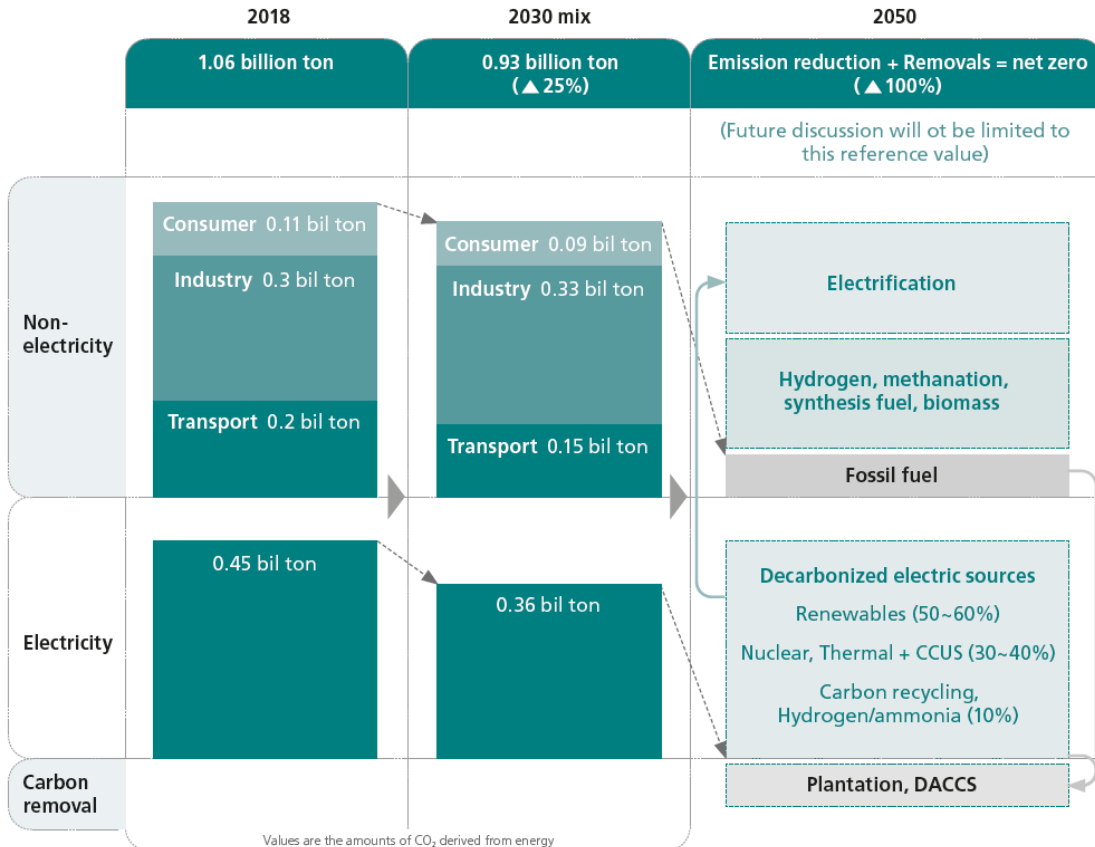 2018
2030 mix
2050
1.06 billion ton
0.93 billion ton
(▲25%)
Emission reduction + Removals = net zero
(▲100%)
(Future discussion will ot be limited to
this reference value)
Non-
electricity
Consumer 0.11 bil ton
Industry 0.3 bil ton
Transport 0.2 bil ton
Consumer 0.09 bil ton
Industry 0.33 bil ton
Transport 0.15 bil ton
Electrification
Hydrogen, methanation,
synthesis fuel, biomass
Fossil fuel
Electricity
0.45 bil ton
0.36 bil ton
Decarbonized electric sources
Renewables (50~60%)
Nuclear, Thermal + CCUS (30~40%)
Carbon recycling,
Hydrogen/ammonia (10%)
Carbon
removal
Plantation, DACCS
Values are the amounts of CO₂ derived from energy